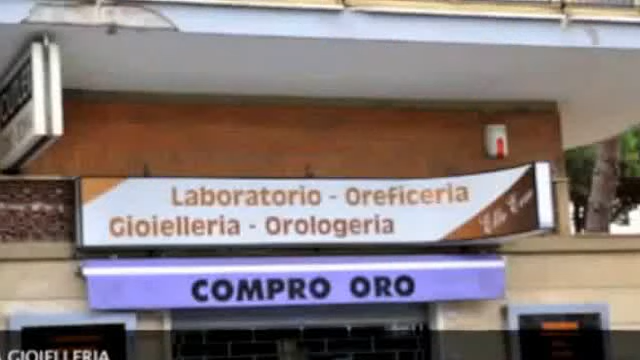 Laboratorio - Oreficeria
Gioielleria - Orologeria
COMPRO ORO
GIOIELLERIA